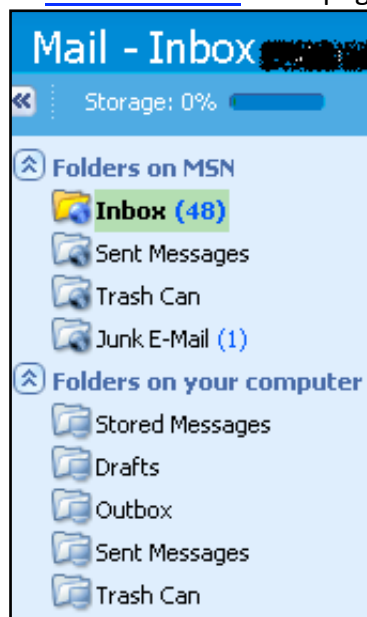 Mail - Inbox
Storage: 0%
Folders on MSN
Inbox (48)
Sent Messages
Trash Can
Junk E-Mail (1)
Folders on your computer
Stored Messages
Drafts
Outbox
Sent Messages
Trash Can